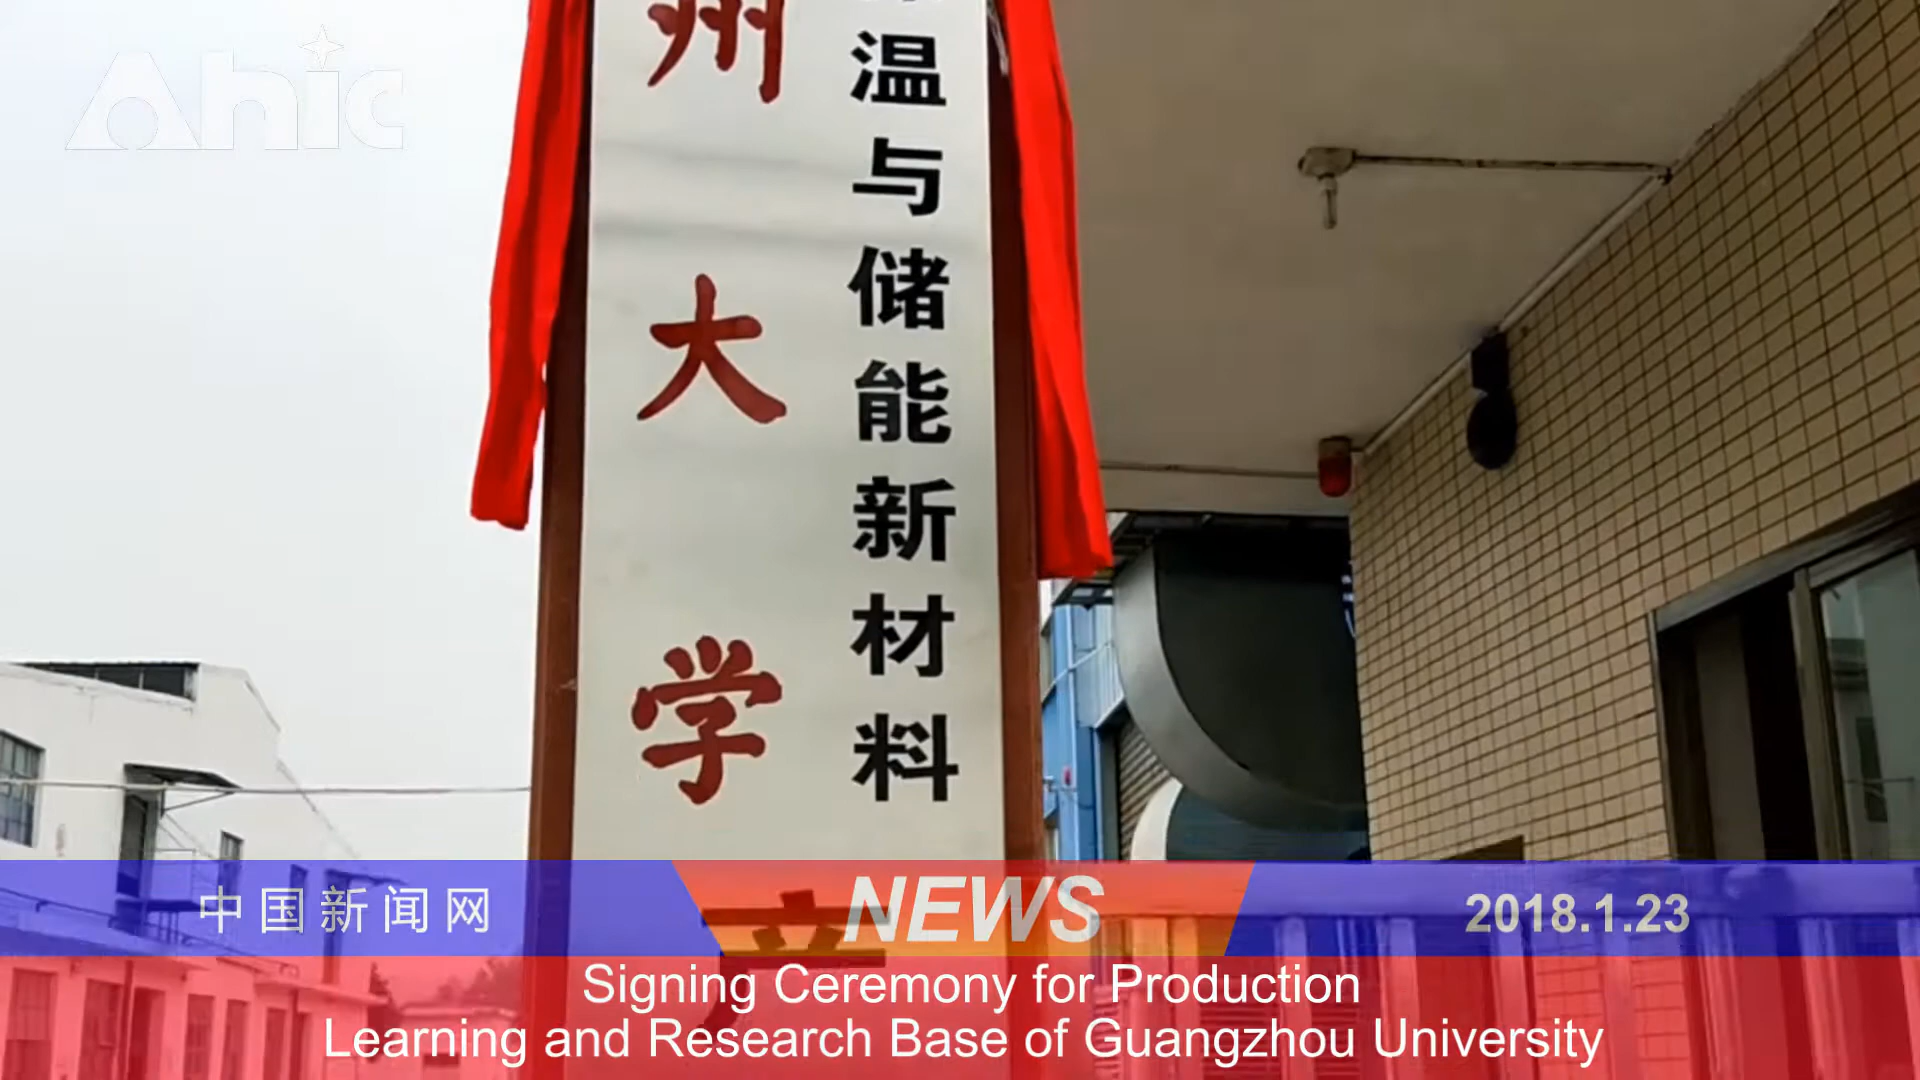 Ahic
州大学
温与储能新材料
中国新闻网
NEWS
2018.1.23
Signing Ceremony for Production
Learning and Research Base of Guangzhou University